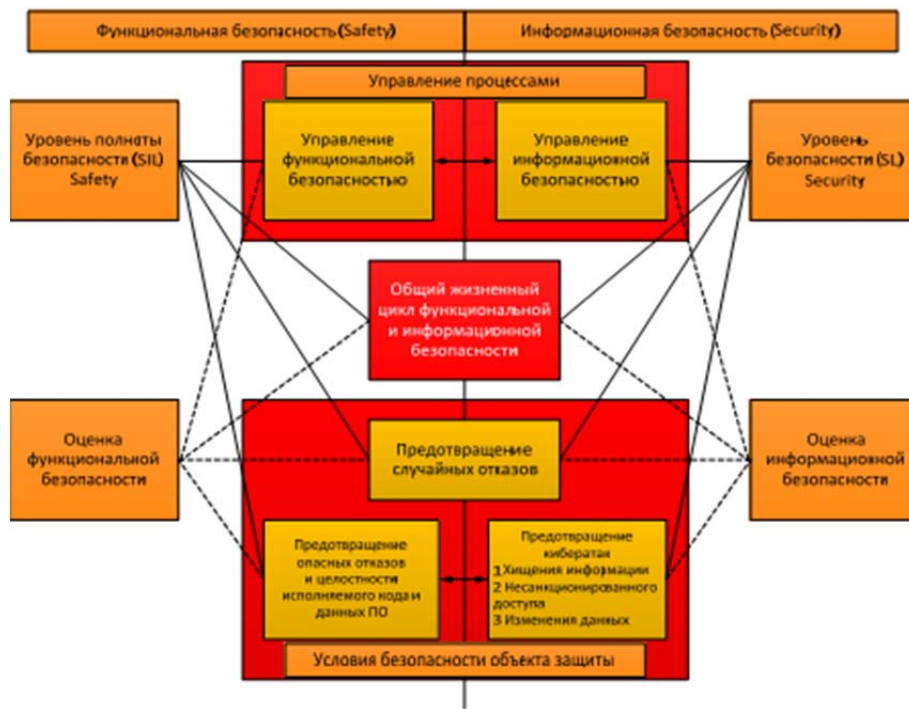 Функциональная безопасность (Safety)
Информационная безопасность (Security)
Управление процессами
Уровень полноты
безопасности (SIL)
Safety
Управление
функциональной
безопасностью
Управление
информационной
безопасностью
Уровень
безопасности (SL)
Security
Общий жизненный
цикл функциональной
и информационной
безопасности
Оценка
функциональной
безопасности
Предотвращение
случайных отказов
Оценка
информационной
безопасности
Предотвращение
опасных отказов
и целостности
исполняемого кода и
данных ПО
Предотвращение
кибератак
1 Хищения информации
2 Несанкционированного
доступа
3 Изменения данных
Условия безопасности объекта защиты